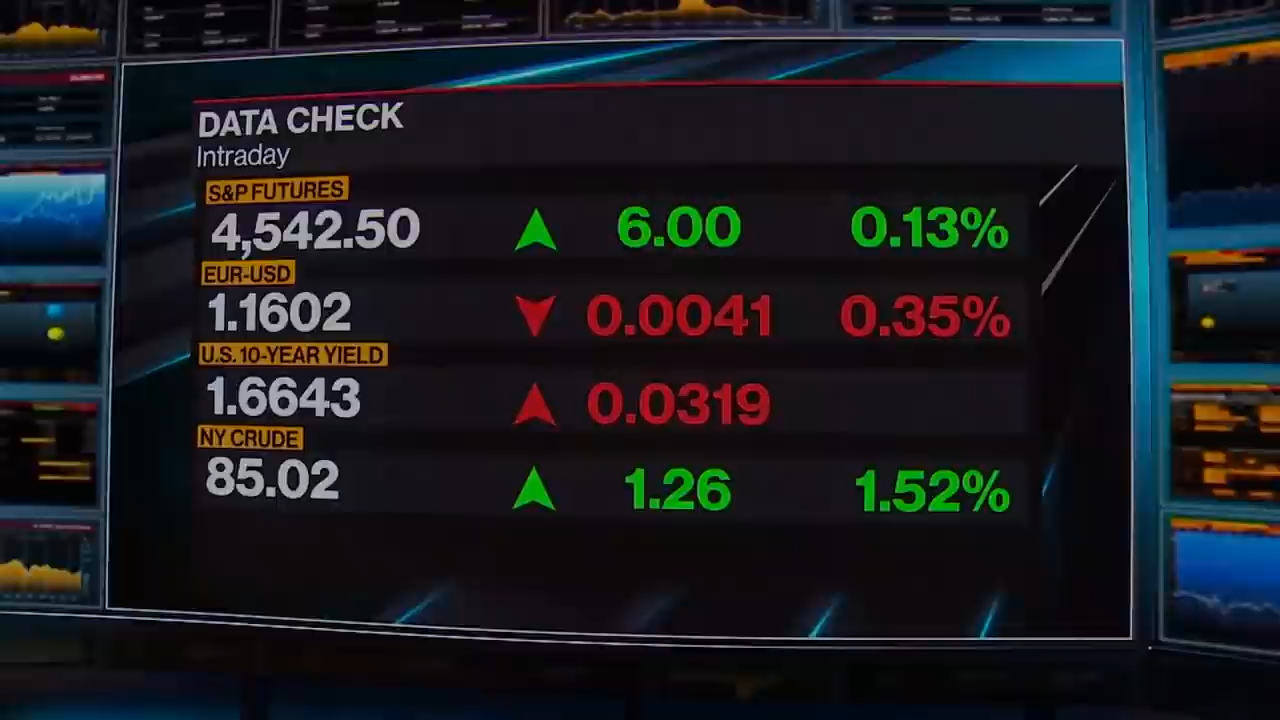 DATA CHECK
Intraday
S&P FUTURES
4,542.50 6.00 0.13%
EUR-USD
1.1602 0.0041 0.35%
U.S. 10-YEAR YIELD
1.6643 0.0319
NY CRUDE
85.02 1.26 1.52%